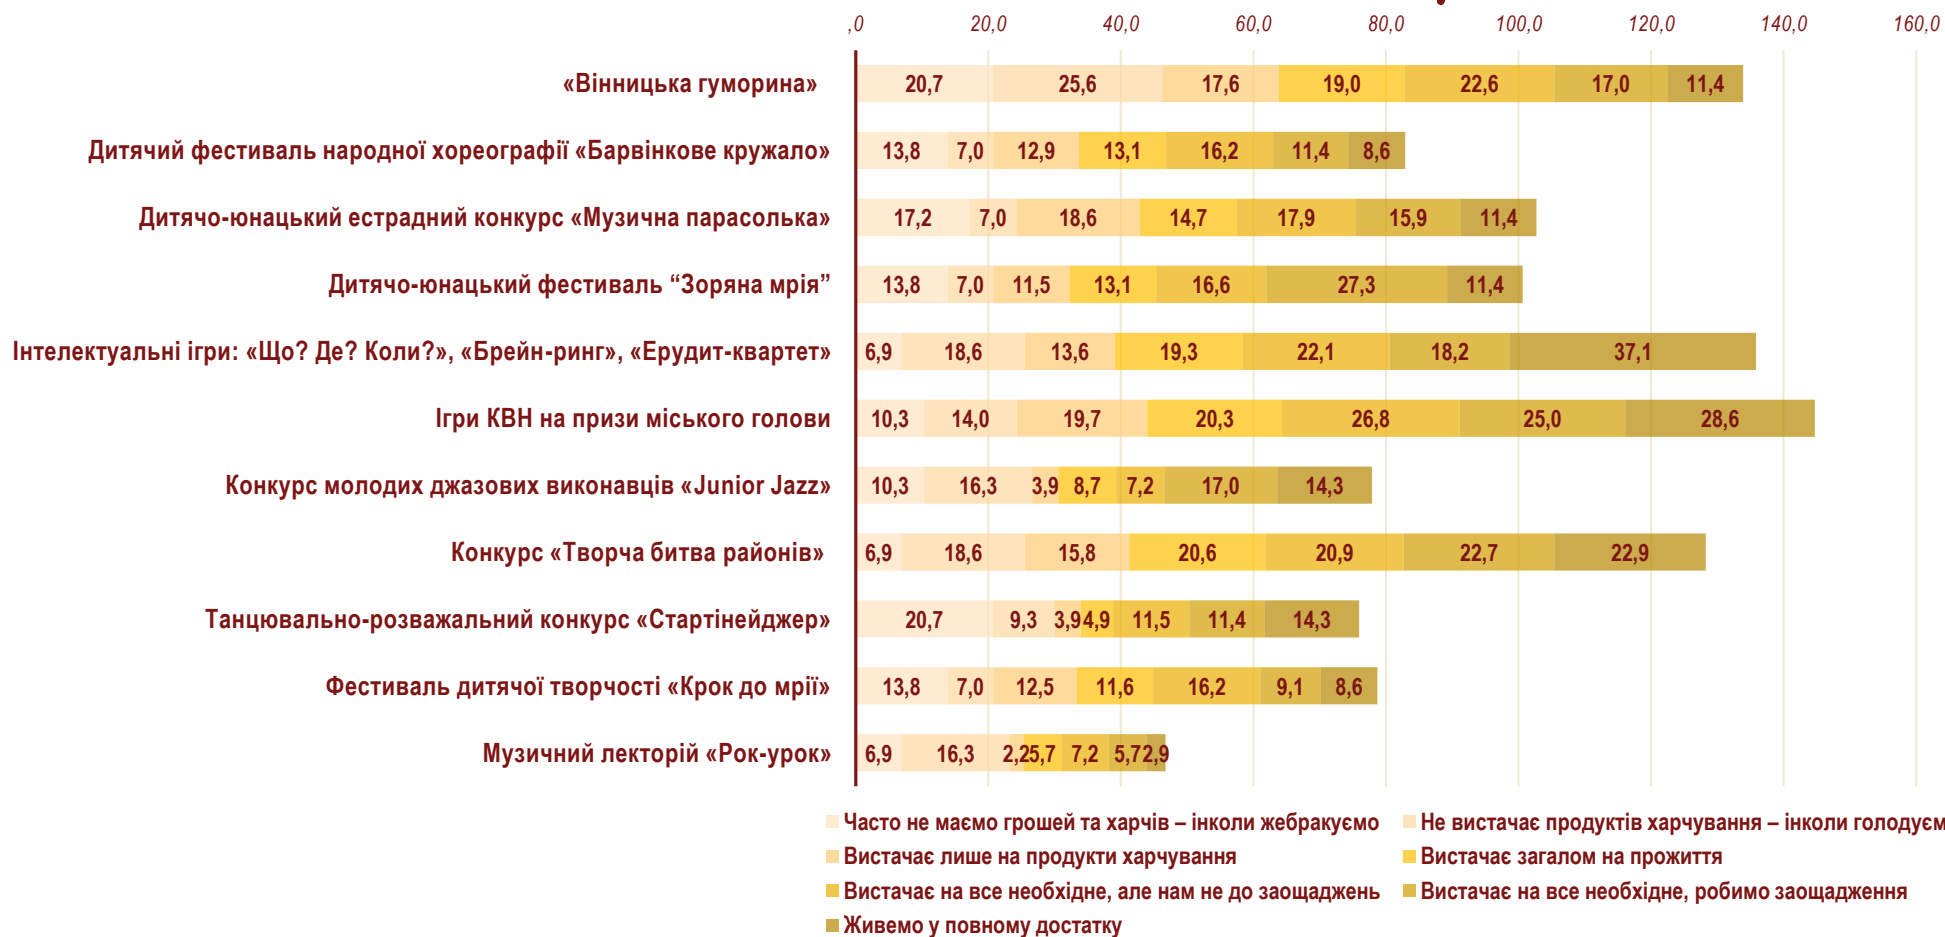 ,0 20,0 40,0 60,0 80,0 100,0 120,0 140,0 160,0
«Вінницька гуморина» 20,7 25,6 17,6 19,0 22,6 17,0 11,4
Дитячий фестиваль народної хореографії «Барвінкове кружало» 13,8 7,0 12,9 13,1 16,2 11,4 8,6
Дитячо-юнацький естрадний конкурс «Музична парасолька» 17,2 7,0 18,6 14,7 17,9 15,9 11,4
Дитячо-юнацький фестиваль “Зоряна мрія” 13,8 7,0 11,5 13,1 16,6 27,3 11,4
Інтелектуальні ігри: «Що? Де? Коли?», «Брейн-ринг», «Ерудит-квартет» 6,9 18,6 13,6 19,3 22,1 18,2 37,1
Ігри КВН на призи міського голови 10,3 14,0 19,7 20,3 26,8 25,0 28,6
Конкурс молодих джазових виконавців «Junior Jazz» 10,3 16,3 3,9 8,7 7,2 17,0 14,3
Конкурс «Творча битва районів» 6,9 18,6 15,8 20,6 20,9 22,7 22,9
Танцювально-розважальний конкурс «Стартінейджер» 20,7 9,3 3,9 4,9 11,5 11,4 14,3
Фестиваль дитячої творчості «Крок до мрії» 13,8 7,0 12,5 11,6 16,2 9,1 8,6
Музичний лекторій «Рок-урок» 6,9 16,3 2,2 5,7 7,2 5,7 2,9
Часто не маємо грошей та харчів – інколи жебракуємо Не вистачає продуктів харчування – інколи голодуєм
Вистачає лише на продукти харчування Вистачає загалом на прожиття
Вистачає на все необхідне, але нам не до заощаджень Вистачає на все необхідне, робимо заощадження
Живемо у повному достатку